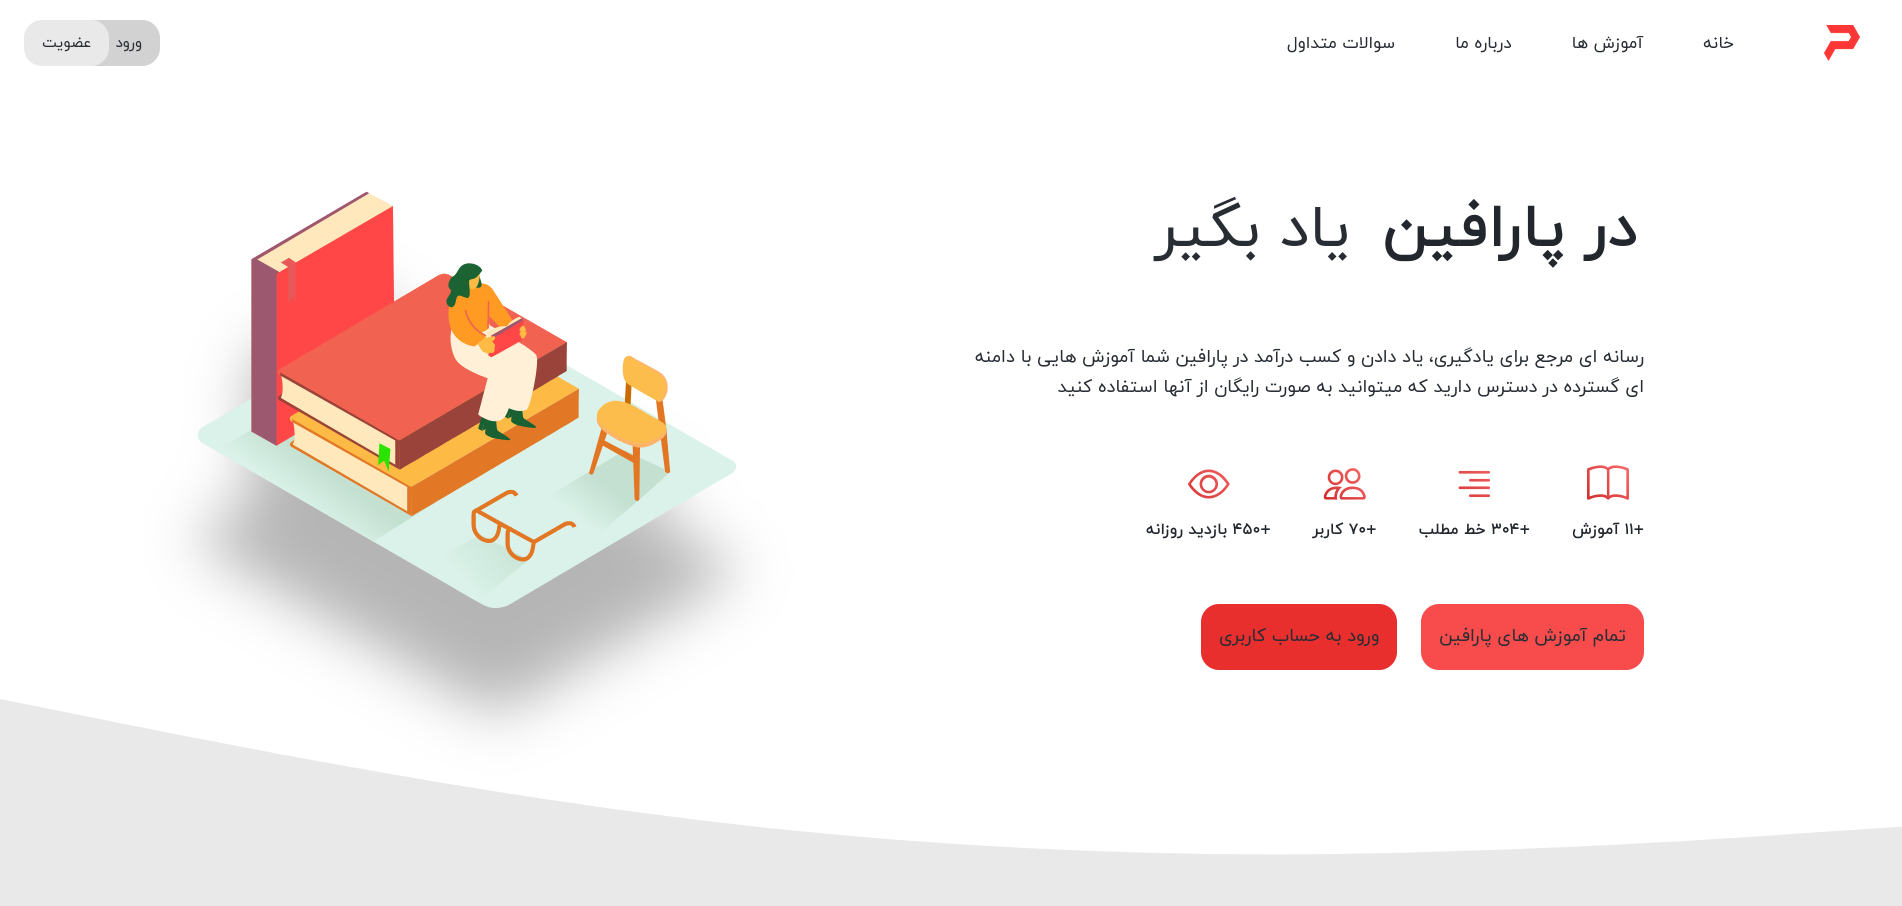 خانه
آموزش ها
درباره ما
سوالات متداول
ورود
عضویت
در پارافین یاد بگیر
رسانه ای مرجع برای یادگیری، یاد دادن و کسب درآمد در پارافین شما آموزش هایی با دامنه
ای گسترده در دسترس دارید که میتوانید به صورت رایگان از آنها استفاده کنید
+۱۱ آموزش
+۳۰۴ خط مطلب
+۷۰ کاربر
+۴۵۰ بازدید روزانه
تمام آموزش های پارافین
ورود به حساب کاربری